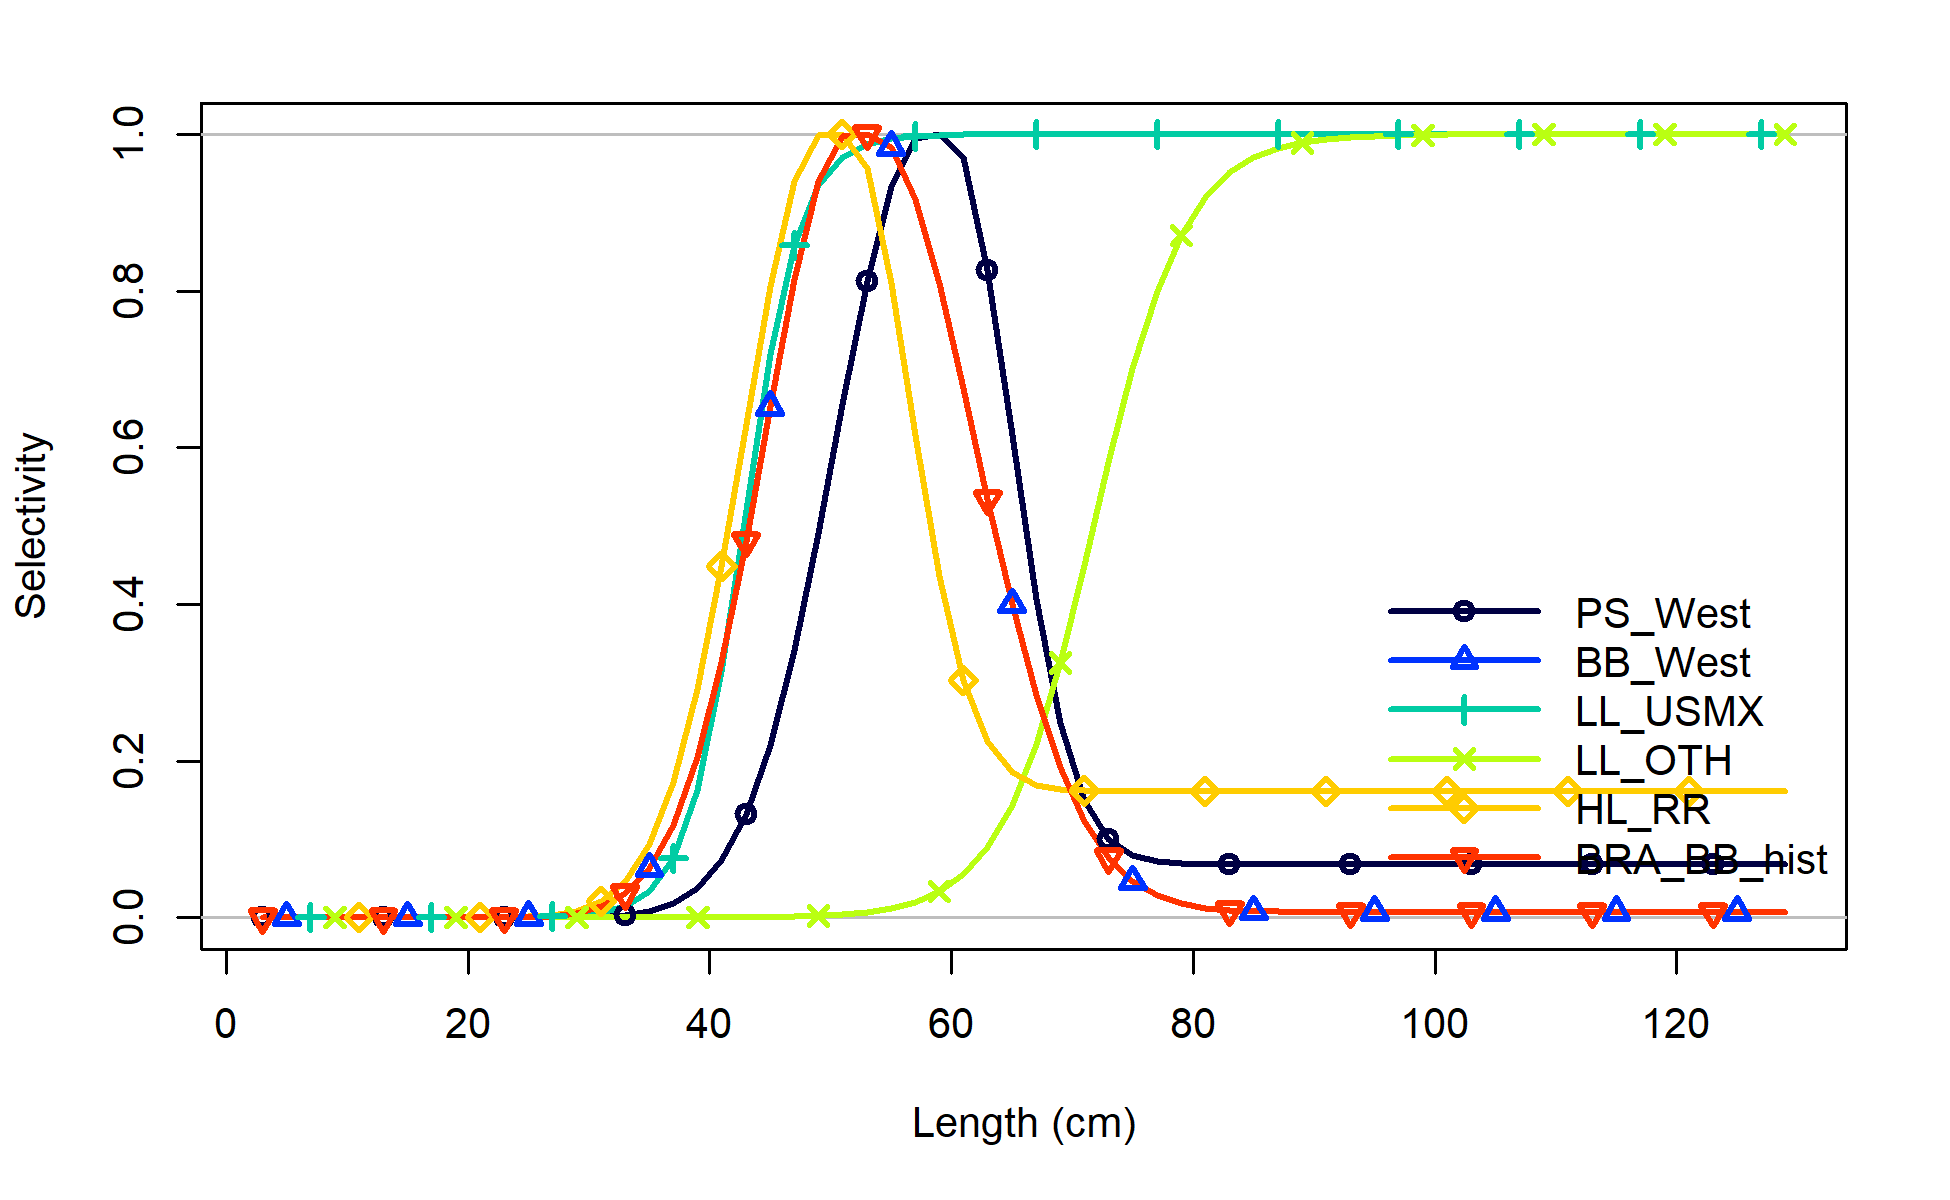 1.0
0.8
0.6
0.4
0.2
0.0
Selectivity
PS_West
BB_West
LL_USMX
LL_OTH
HL_RR
BRA_BB_hist
0 20 40 60 80 100 120
Length (cm)